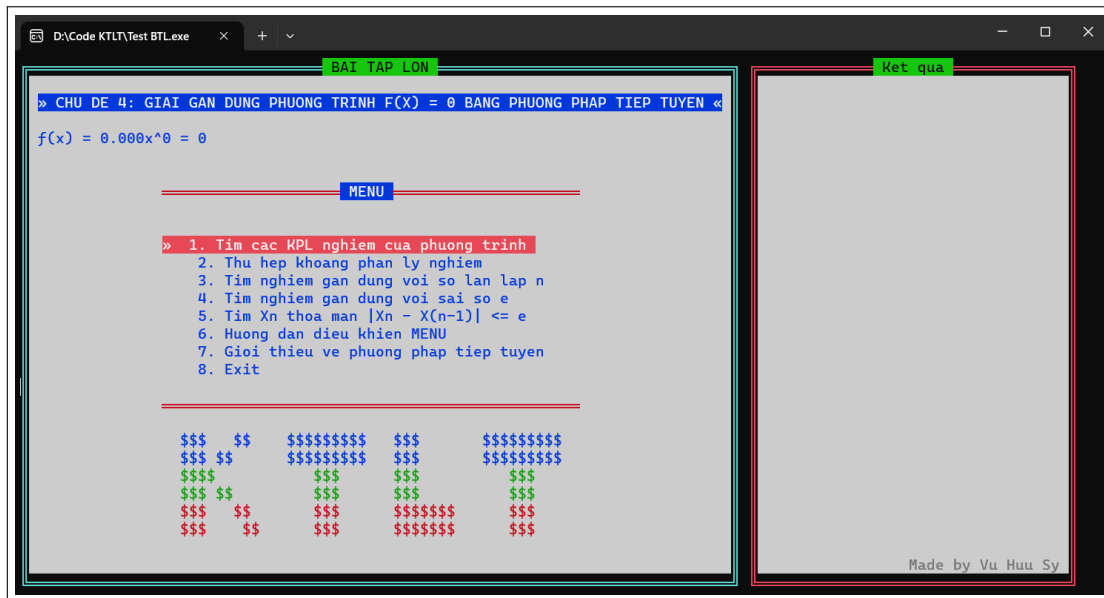 D:\Code KTLT\Test BTL.exe
BAI TAP LON
» CHU DE 4: GIAI GAN DUNG PHUONG TRINH F(X) = 0 BANG PHUONG PHAP TIEP TUYEN «
ƒ(x) = 0.000x^0 = 0
MENU
» 1. Tim cac KPL nghiem cua phuong trinh
2. Thu hep khoang phan ly nghiem
3. Tim nghiem gan dung voi so lan lap n
4. Tim nghiem gan dung voi sai so e
5. Tim Xn thoa man |Xn - X(n-1)| <= e
6. Huong dan dieu khien MENU
7. Gioi thieu ve phuong phap tiep tuyen
8. Exit
$$$   $$    $$$$$$$$$   $$$       $$$$$$$$$
$$$ $$      $$$$$$$$$   $$$       $$$$$$$$$
$$$$           $$$      $$$          $$$
$$$ $$         $$$      $$$          $$$
$$$   $$       $$$      $$$$$$$      $$$
$$$    $$      $$$      $$$$$$$      $$$
Ket qua
Made by Vu Huu Sy